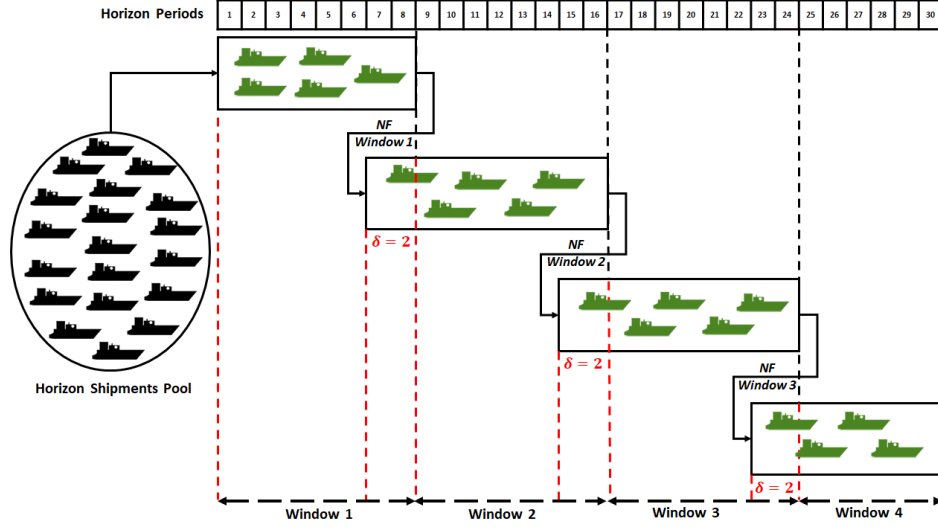 Horizon Periods 1 2 3 4 5 6 7 8 9 10 11 12 13 14 15 16 17 18 19 20 21 22 23 24 25 26 27 28 29 30
NF
Window 1
δ = 2
NF
Window 2
δ = 2
NF
Window 3
Horizon Shipments Pool
δ = 2
Window 1 Window 2 Window 3 Window 4